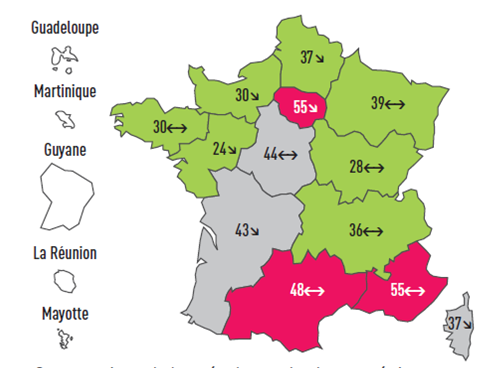 Guadeloupe
Martinique
Guyane
La Réunion
Mayotte
37↘
30↘
55↘
39↔
30↔
24↘
44↔
28↔
43↘
36↔
48↔
55↔
37↘